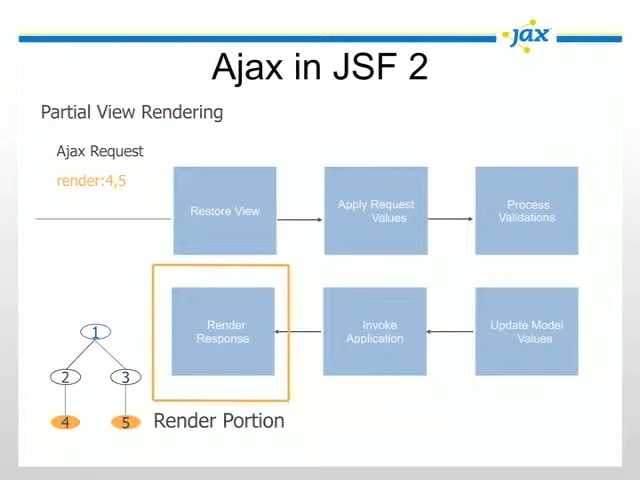 jax
Ajax in JSF 2
Partial View Rendering
Ajax Request
render:4,5
Restore View
Apply Request
Values
Process
Validations
Render
Response
Invoke
Application
Update Model
Values
1
2
3
4
5
Render Portion